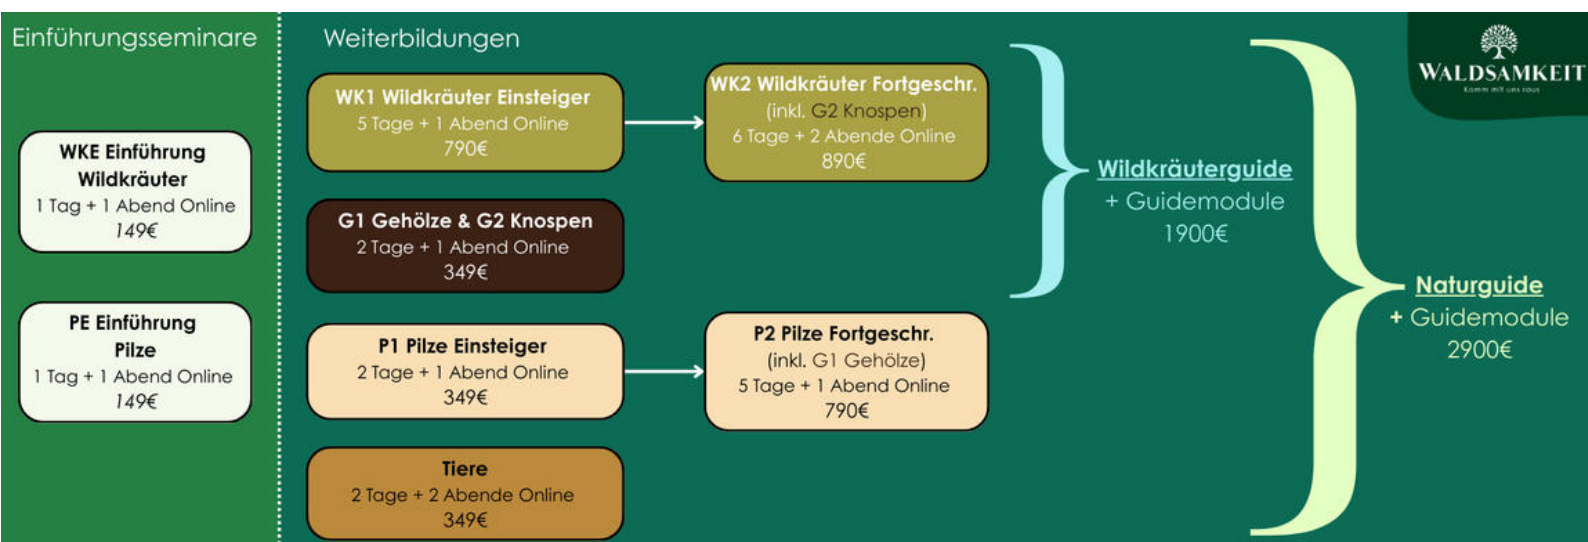 Einführungsseminare
WKE Einführung
Wildkräuter
1 Tag + 1 Abend Online
149€
PE Einführung
Pilze
1 Tag + 1 Abend Online
149€
Weiterbildungen
WK1 Wildkräuter Einsteiger
5 Tage + 1 Abend Online
790€
WK2 Wildkräuter Fortgeschr.
(inkl. G2 Knospen)
6 Tage + 2 Abende Online
890€
G1 Gehölze & G2 Knospen
2 Tage + 1 Abend Online
349€
P1 Pilze Einsteiger
2 Tage + 1 Abend Online
349€
P2 Pilze Fortgeschr.
(inkl. G1 Gehölze)
5 Tage + 1 Abend Online
790€
Tiere
2 Tage + 2 Abende Online
349€
Wildkräuterguide
+ Guidemodule
1900€
Naturguide
+ Guidemodule
2900€
WALDSAMKEIT
Komm mit uns raus